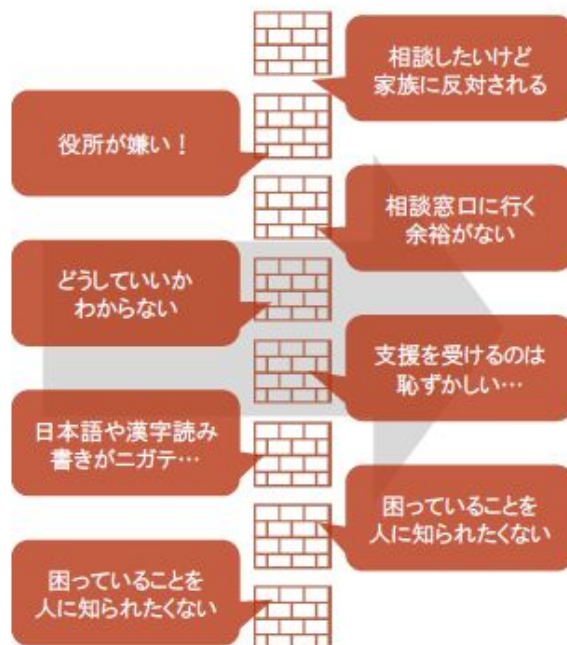 相談したいけど
家族に反対される
役所が嫌い！
相談窓口に行く
余裕がない
どうしていいか
わからない
支援を受けるのは
恥ずかしい…
日本語や漢字読み
書きがニガテ…
困っていることを
人に知られたくない
困っていることを
人に知られたくない